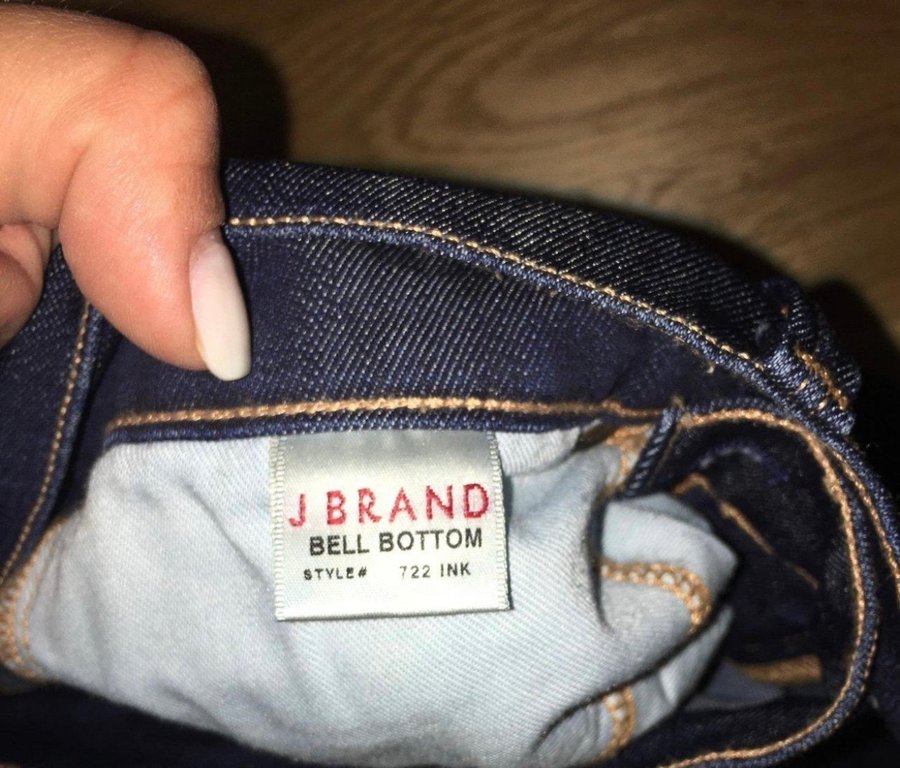 J BRAND
BELL BOTTOM
STYLE# 722 INK